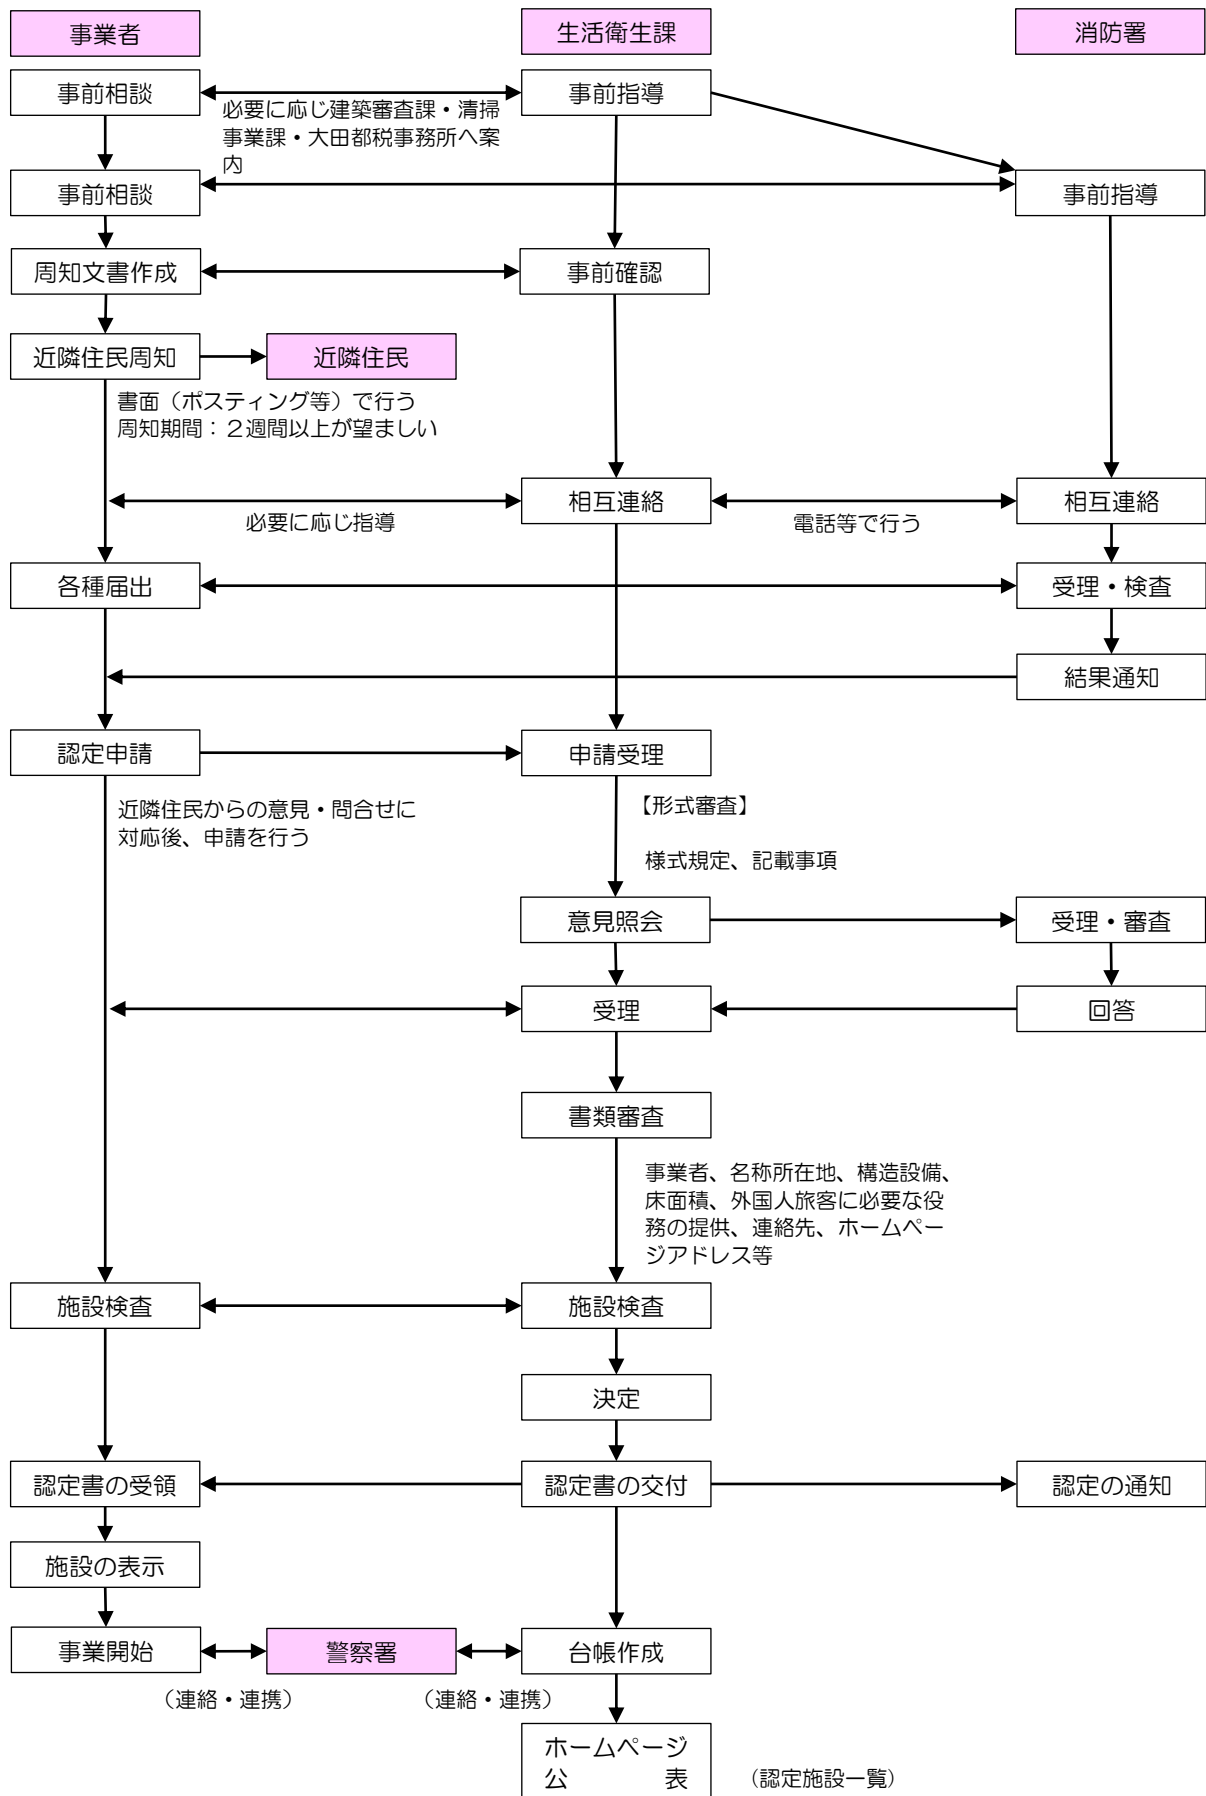 事業者
生活衛生課
消防署
事前相談
事前指導
必要に応じ建築審査課・清掃
事業課・大田都税事務所へ案
内
事前相談
事前指導
周知文書作成
事前確認
近隣住民周知
近隣住民
書面（ポスティング等）で行う
周知期間：２週間以上が望ましい
相互連絡
相互連絡
必要に応じ指導
電話等で行う
各種届出
受理・検査
結果通知
認定申請
申請受理
近隣住民からの意見・問合せに
対応後、申請を行う
【形式審査】
様式規定、記載事項
意見照会
受理・審査
受理
回答
書類審査
事業者、名称所在地、構造設備、
床面積、外国人旅客に必要な役
務の提供、連絡先、ホームペー
ジアドレス等
施設検査
施設検査
決定
認定書の受領
認定書の交付
認定の通知
施設の表示
事業開始
警察署
台帳作成
（連絡・連携）
（連絡・連携）
ホームページ
公　　　　表
（認定施設一覧）